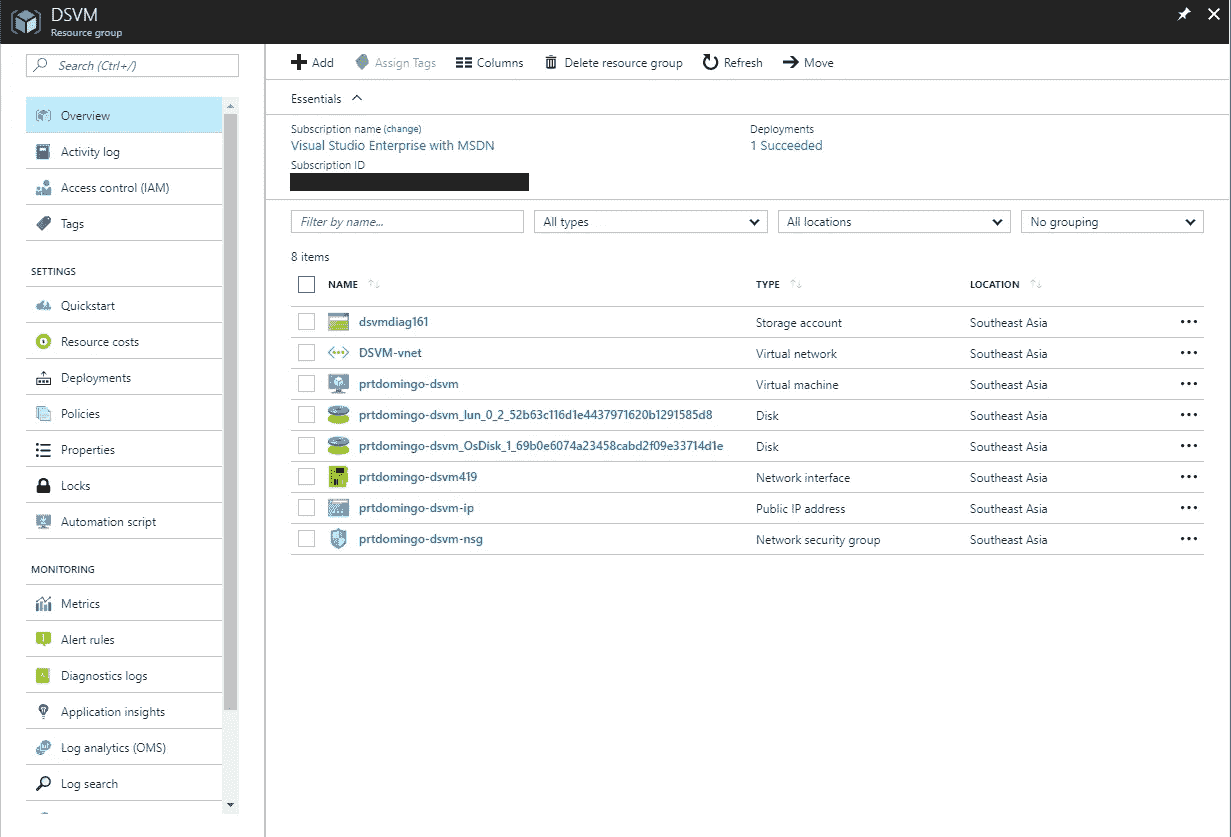 DSVM
Resource group
Search (Ctrl+/)
Overview
Activity log
Access control (IAM)
Tags
SETTINGS
Quickstart
Resource costs
Deployments
Policies
Properties
Locks
Automation script
MONITORING
Metrics
Alert rules
Diagnostics logs
Application insights
Log analytics (OMS)
Log search
Add Assign Tags Columns Delete resource group Refresh Move
Essentials
Subscription name (change) Deployments
Visual Studio Enterprise with MSDN 1 Succeeded
Subscription ID
Filter by name... All types All locations No grouping
8 items
NAME TYPE LOCATION
dsvmdiag161 Storage account Southeast Asia
DSVM-vnet Virtual network Southeast Asia
prtdomingo-dsvm Virtual machine Southeast Asia
prtdomingo-dsvm_lun_0_2_52b63c116d1e4437971620b1291585d8 Disk Southeast Asia
prtdomingo-dsvm_OsDisk_1_69b0e6074a23458cabd2f09e33714d1e Disk Southeast Asia
prtdomingo-dsvm419 Network interface Southeast Asia
prtdomingo-dsvm-ip Public IP address Southeast Asia
prtdomingo-dsvm-nsg Network security group Southeast Asia